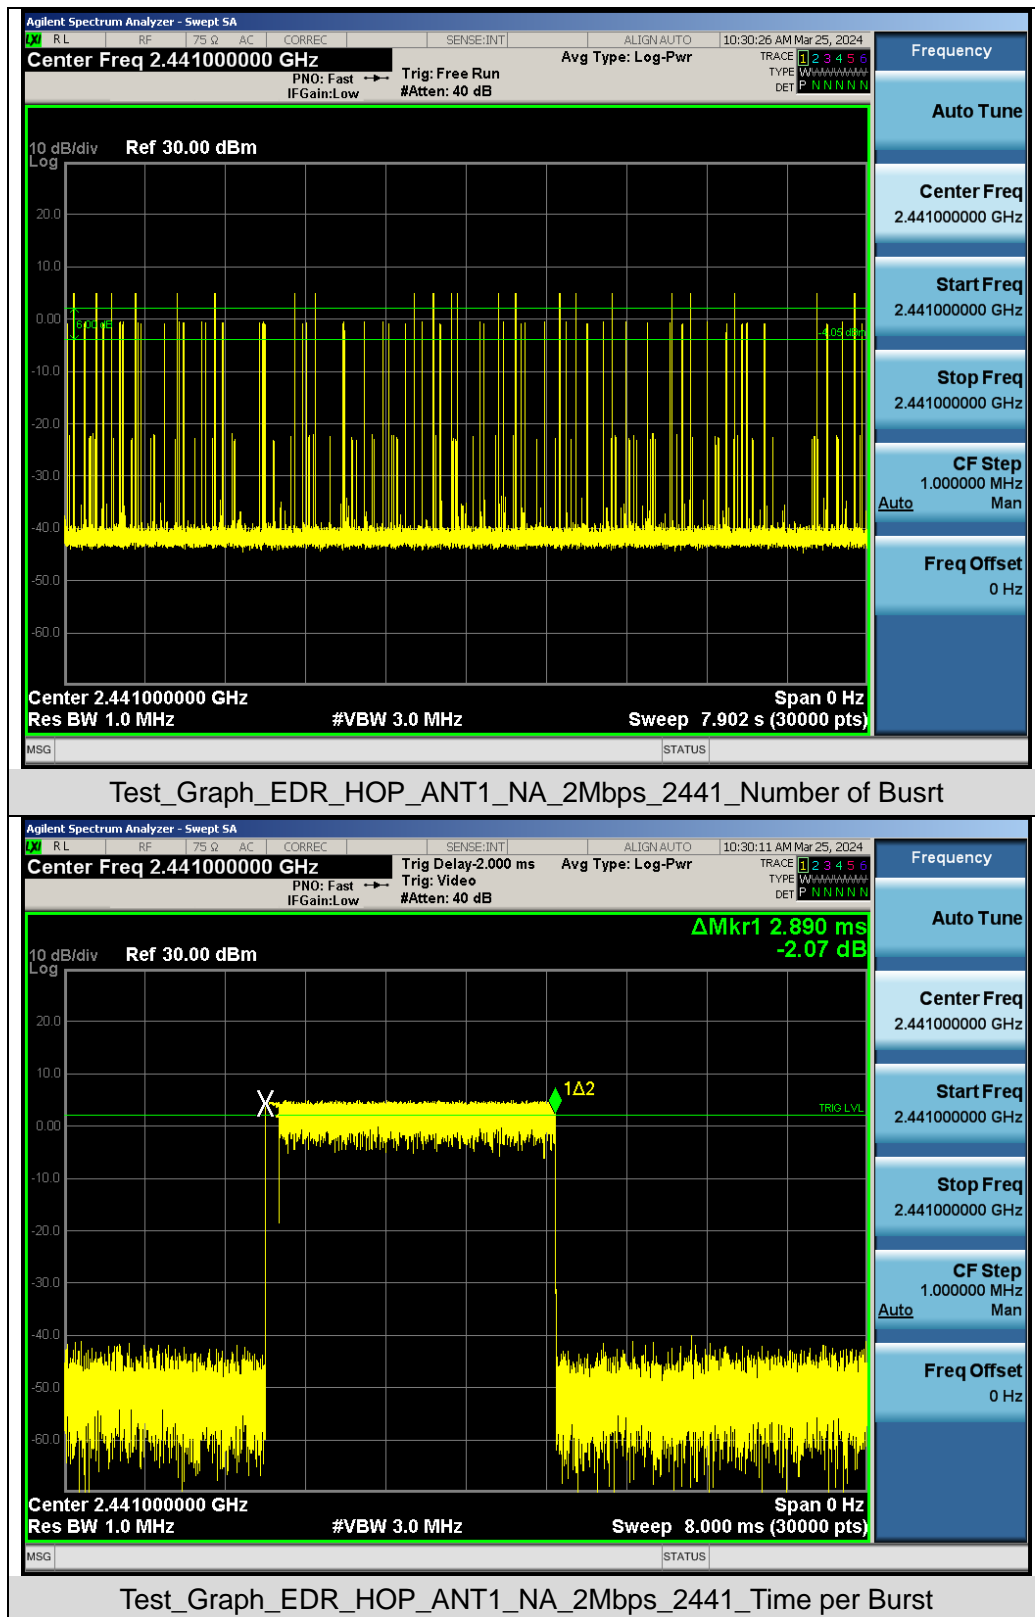 Agilent Spectrum Analyzer - Swept SA
LXI RL RF 75 Ω AC CORREC SENSE:INT ALIGN AUTO 10:30:26 AM Mar 25, 2024
Center Freq 2.441000000 GHz
PNO: Fast
IFGain:Low
Trig: Free Run
#Atten: 40 dB
Avg Type: Log-Pwr
TRACE 1 2 3 4 5 6
TYPE WWWWWW
DET P N N N N N
Frequency
Auto Tune
Center Freq
2.441000000 GHz
Start Freq
2.441000000 GHz
Stop Freq
2.441000000 GHz
CF Step
1.000000 MHz
Auto Man
Freq Offset
0 Hz
10 dB/div Ref 30.00 dBm
Log
20.0
10.0
0.00
6.00 dB
-4.05 dBm
-10.0
-20.0
-30.0
-40.0
-50.0
-60.0
Center 2.441000000 GHz Span 0 Hz
Res BW 1.0 MHz #VBW 3.0 MHz Sweep 7.902 s (30000 pts)
MSG STATUS
Test_Graph_EDR_HOP_ANT1_NA_2Mbps_2441_Number of Busrt
Agilent Spectrum Analyzer - Swept SA
LXI RL RF 75 Ω AC CORREC SENSE:INT ALIGN AUTO 10:30:11 AM Mar 25, 2024
Center Freq 2.441000000 GHz
PNO: Fast
IFGain:Low
Trig Delay-2.000 ms
Trig: Video
#Atten: 40 dB
Avg Type: Log-Pwr
TRACE 1 2 3 4 5 6
TYPE WWWWWW
DET P N N N N N
Frequency
Auto Tune
Center Freq
2.441000000 GHz
Start Freq
2.441000000 GHz
Stop Freq
2.441000000 GHz
CF Step
1.000000 MHz
Auto Man
Freq Offset
0 Hz
ΔMkr1 2.890 ms
-2.07 dB
10 dB/div Ref 30.00 dBm
Log
20.0
10.0
1Δ2
TRIG LVL
0.00
-10.0
-20.0
-30.0
-40.0
-50.0
-60.0
Center 2.441000000 GHz Span 0 Hz
Res BW 1.0 MHz #VBW 3.0 MHz Sweep 8.000 ms (30000 pts)
MSG STATUS
Test_Graph_EDR_HOP_ANT1_NA_2Mbps_2441_Time per Burst